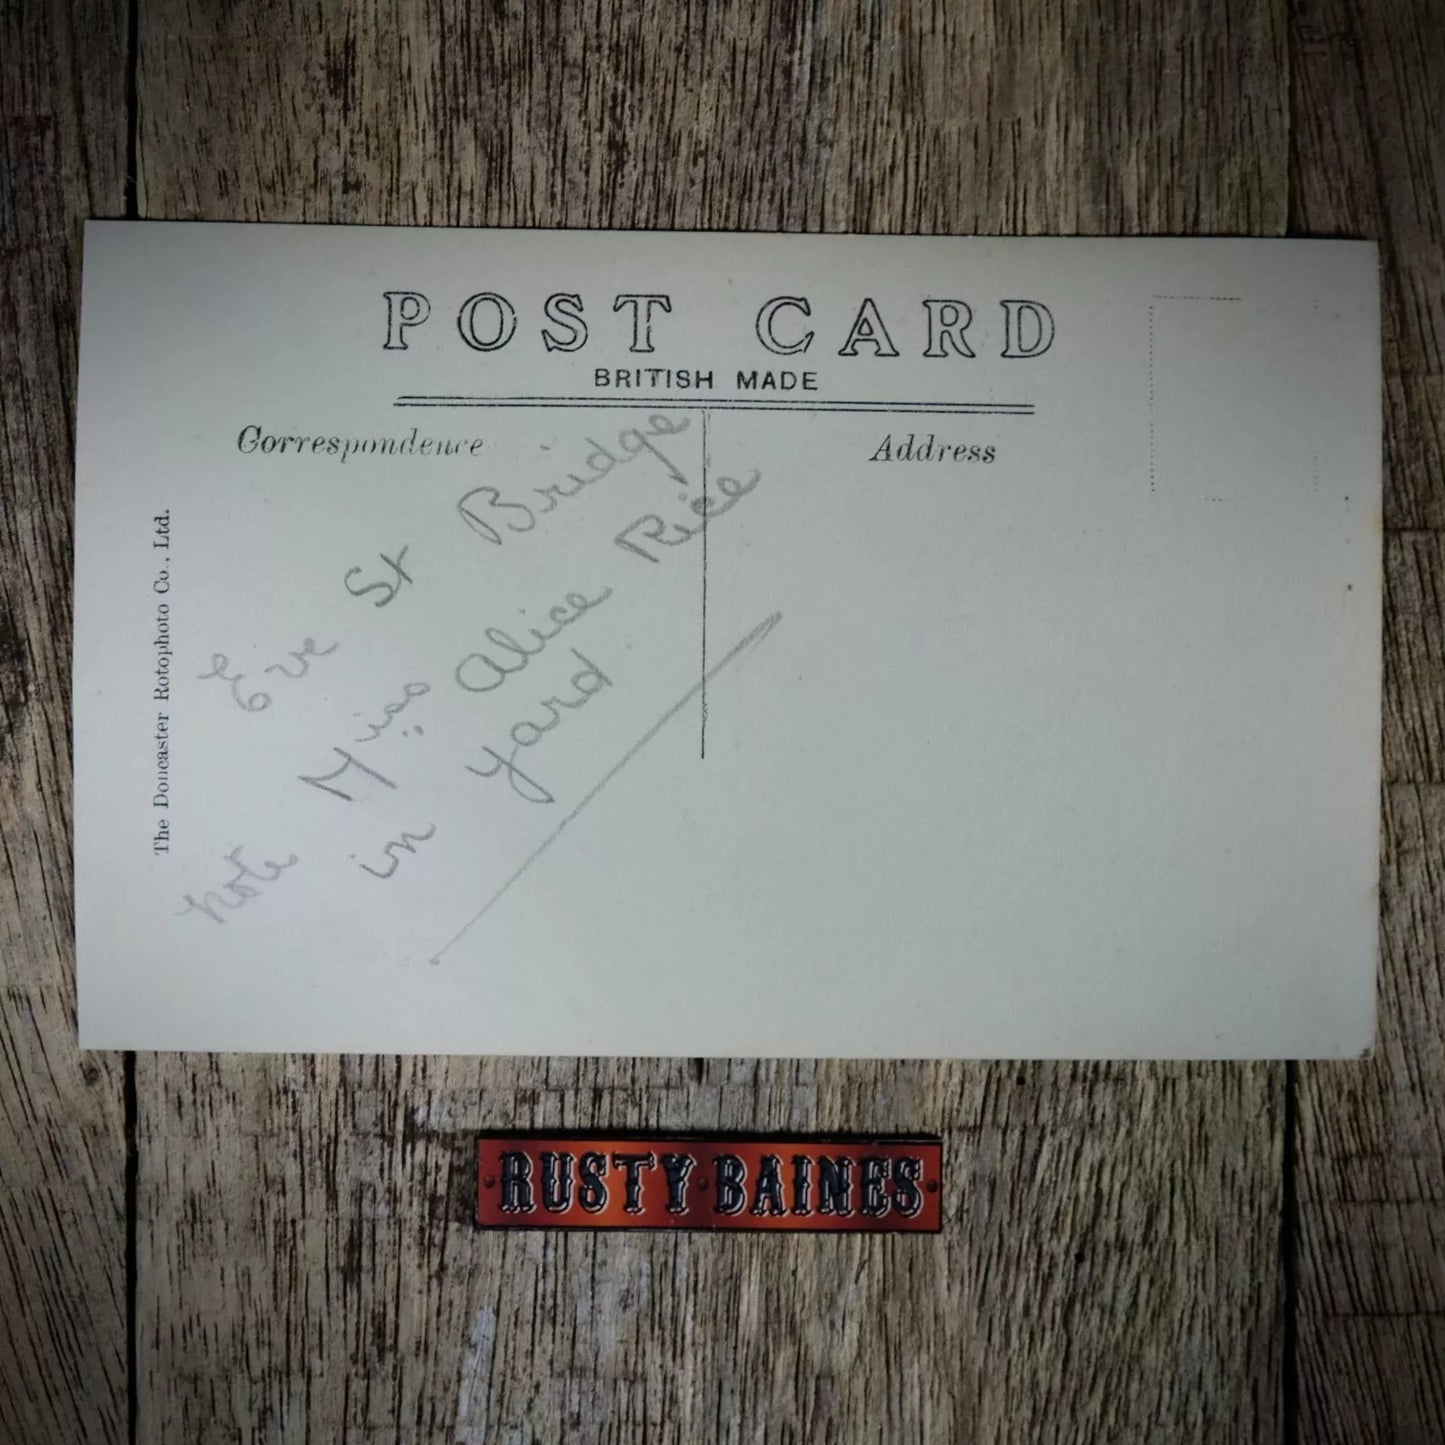 POST CARD
BRITISH MADE
Correspondence
Address
The Doncaster Rotophoto Co., Ltd.
Eve St Bridge
note Miss Alice Rice
in yard
RUSTY BAINES